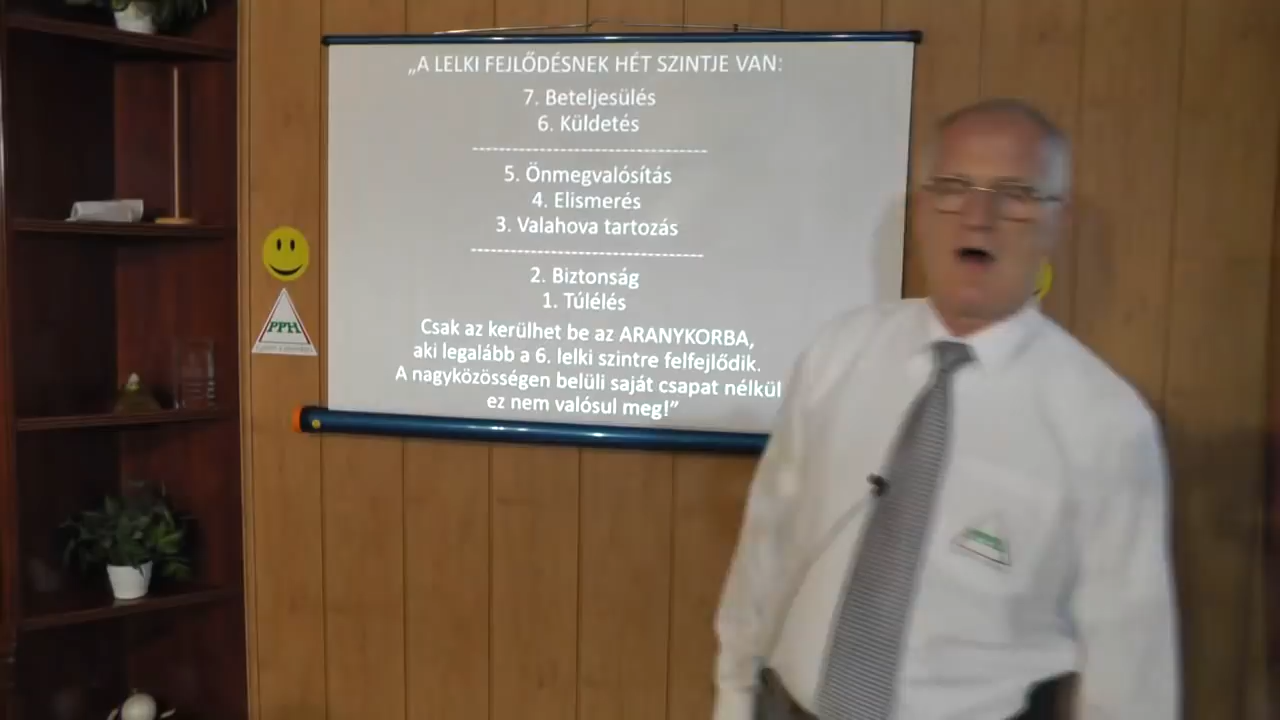 „A LELKI FEJLŐDÉSNEK HÉT SZINTJE VAN:
7. Beteljesülés
6. Küldetés
-----------------------------------
5. Önmegvalósítás
4. Elismerés
3. Valahova tartozás
-----------------------------------
2. Biztonság
1. Túlélés
Csak az kerülhet be az ARANYKORBA,
aki legalább a 6. lelki szintre felfejlődik.
A nagyközösségen belüli saját csapat nélkül
ez nem valósul meg!”
PPH